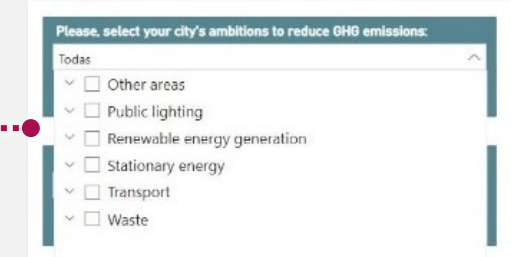 Please, select your city's ambitions to reduce GHG emissions:
Todas
Other areas
Public lighting
Renewable energy generation
Stationary energy
Transport
Waste